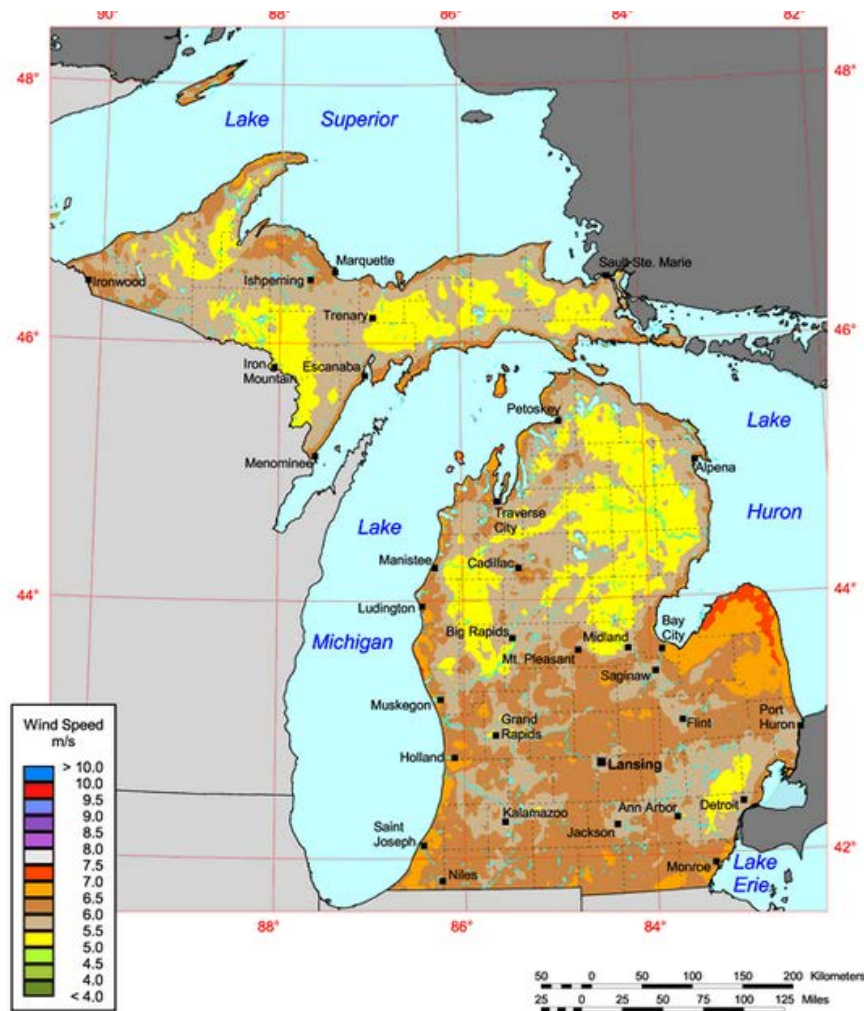 90° 88° 86° 84° 82°
48° 48°
Lake Superior
Marquette
Sault Ste. Marie
Ironwood
Ishpeming
Trenary
46° 46°
Iron
Mountain
Escanaba
Petoskey
Lake
Menominee
Alpena
Traverse
City
Huron
Lake
Manistee
Cadillac
44° 44°
Ludington
Bay
City
Big Rapids
Midland
Michigan
Mt. Pleasant
Saginaw
Muskegon
Grand
Rapids
Flint
Port
Huron
Wind Speed
m/s
> 10.0
10.0
9.5
9.0
8.5
8.0
7.5
7.0
6.5
6.0
5.5
5.0
4.5
< 4.0
Holland
Lansing
Kalamazoo
Ann Arbor
Detroit
Jackson
Saint
Joseph
42°
Niles
Monroe
Lake
Erie
88° 86° 84°
50 0 50 100 150 200 Kilometers
25 0 25 50 75 100 125 Miles